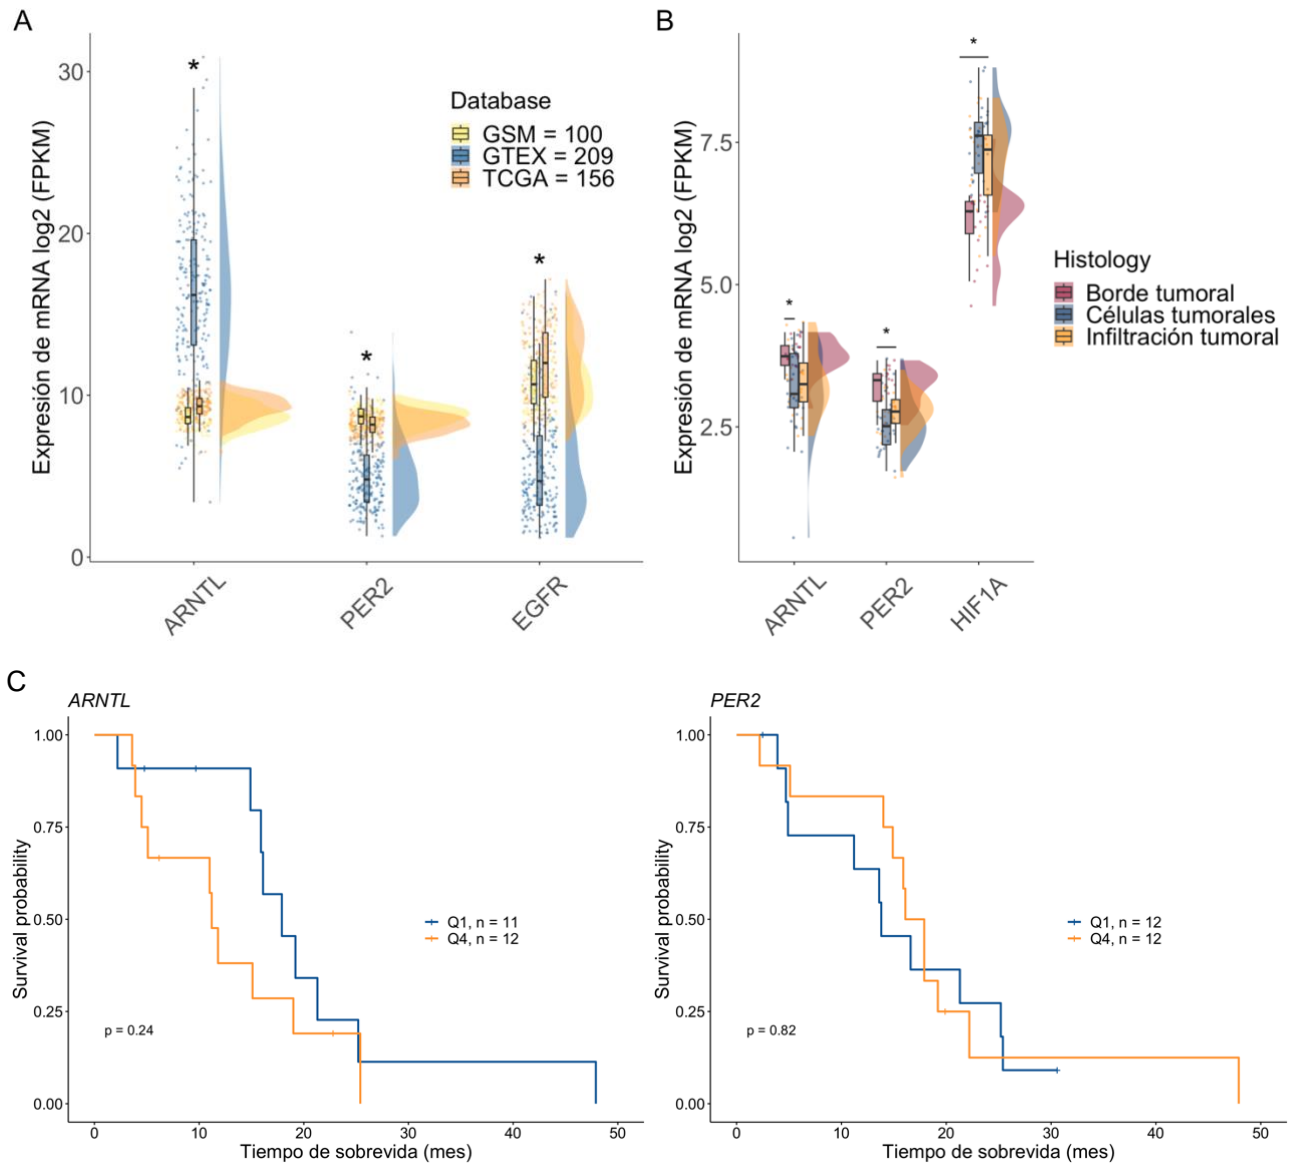 A
Expresión de mRNA log2 (FPKM)
30
20
10
0
*
*
*
Database
GSM = 100
GTEX = 209
TCGA = 156
ARNTL
PER2
EGFR
B
Expresión de mRNA log2 (FPKM)
7.5
5.0
2.5
*
*
*
Histology
Borde tumoral
Células tumorales
Infiltración tumoral
ARNTL
PER2
HIF1A
C
ARNTL
Survival probability
1.00
0.75
0.50
0.25
0.00
Q1, n = 11
Q4, n = 12
p = 0.24
0 10 20 30 40 50
Tiempo de sobrevida (mes)
PER2
Survival probability
1.00
0.75
0.50
0.25
0.00
Q1, n = 12
Q4, n = 12
p = 0.82
0 10 20 30 40 50
Tiempo de sobrevida (mes)